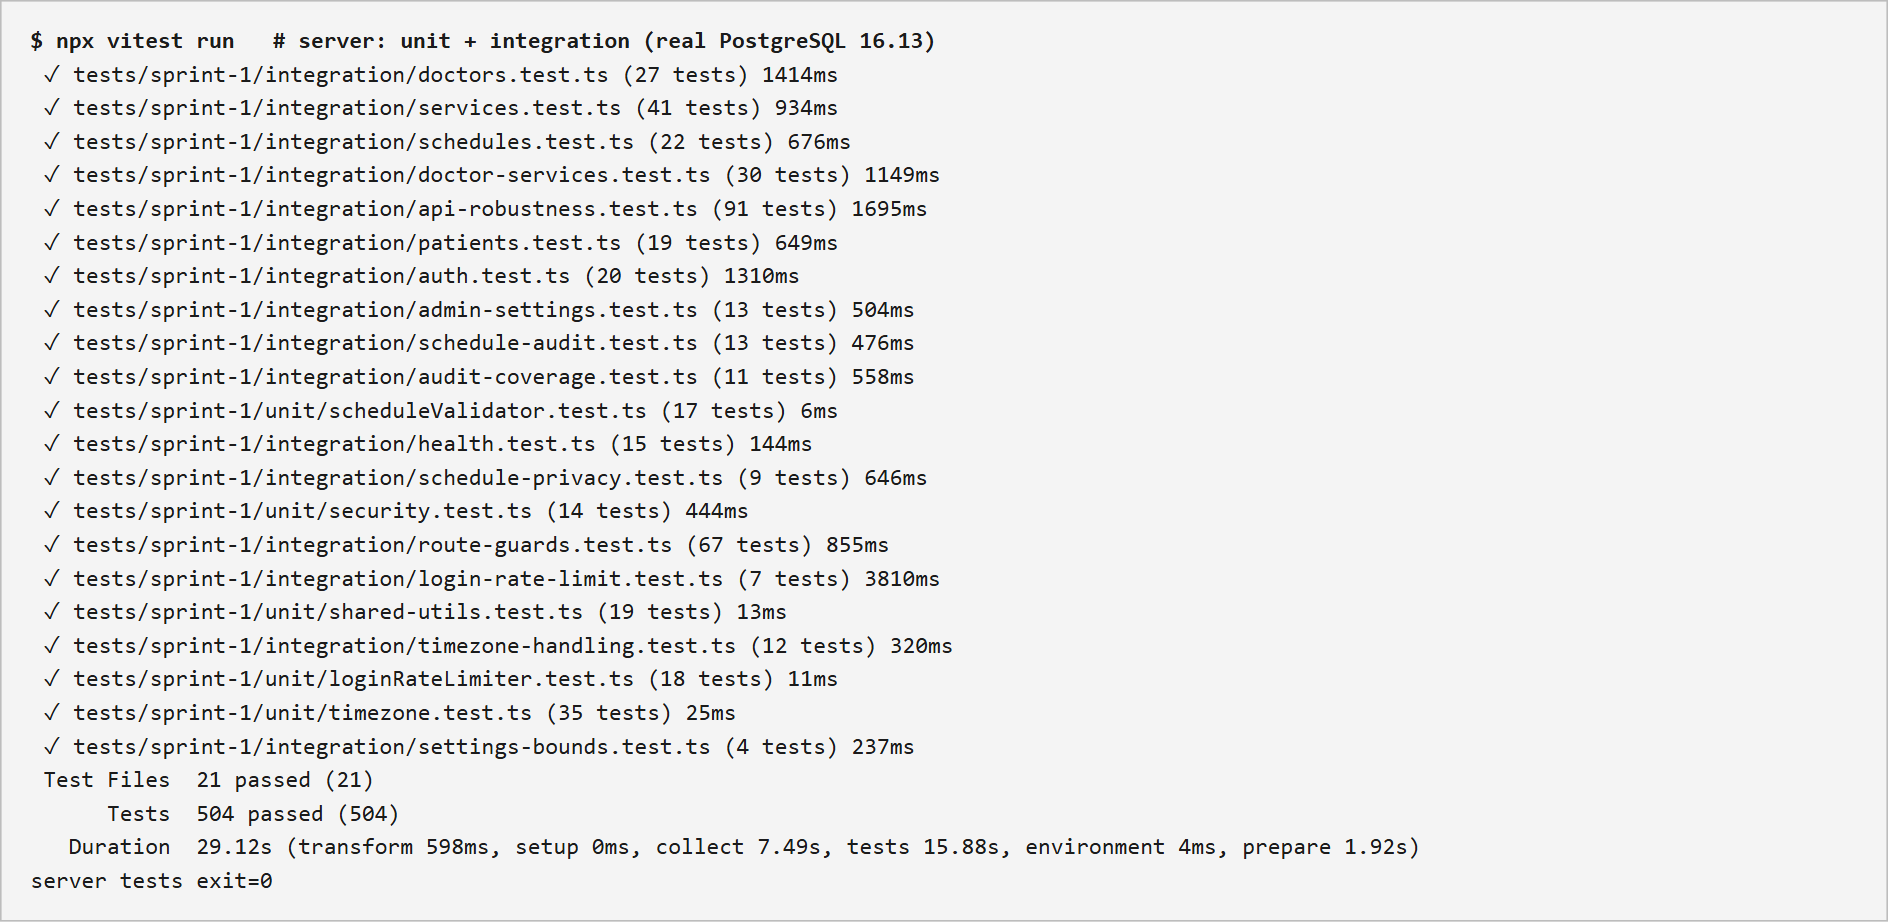 $ npx vitest run   # server: unit + integration (real PostgreSQL 16.13)
✓ tests/sprint-1/integration/doctors.test.ts (27 tests) 1414ms
✓ tests/sprint-1/integration/services.test.ts (41 tests) 934ms
✓ tests/sprint-1/integration/schedules.test.ts (22 tests) 676ms
✓ tests/sprint-1/integration/doctor-services.test.ts (30 tests) 1149ms
✓ tests/sprint-1/integration/api-robustness.test.ts (91 tests) 1695ms
✓ tests/sprint-1/integration/patients.test.ts (19 tests) 649ms
✓ tests/sprint-1/integration/auth.test.ts (20 tests) 1310ms
✓ tests/sprint-1/integration/admin-settings.test.ts (13 tests) 504ms
✓ tests/sprint-1/integration/schedule-audit.test.ts (13 tests) 476ms
✓ tests/sprint-1/integration/audit-coverage.test.ts (11 tests) 558ms
✓ tests/sprint-1/unit/scheduleValidator.test.ts (17 tests) 6ms
✓ tests/sprint-1/integration/health.test.ts (15 tests) 144ms
✓ tests/sprint-1/integration/schedule-privacy.test.ts (9 tests) 646ms
✓ tests/sprint-1/unit/security.test.ts (14 tests) 444ms
✓ tests/sprint-1/integration/route-guards.test.ts (67 tests) 855ms
✓ tests/sprint-1/integration/login-rate-limit.test.ts (7 tests) 3810ms
✓ tests/sprint-1/unit/shared-utils.test.ts (19 tests) 13ms
✓ tests/sprint-1/integration/timezone-handling.test.ts (12 tests) 320ms
✓ tests/sprint-1/unit/loginRateLimiter.test.ts (18 tests) 11ms
✓ tests/sprint-1/unit/timezone.test.ts (35 tests) 25ms
✓ tests/sprint-1/integration/settings-bounds.test.ts (4 tests) 237ms
Test Files  21 passed (21)
Tests  504 passed (504)
Duration  29.12s (transform 598ms, setup 0ms, collect 7.49s, tests 15.88s, environment 4ms, prepare 1.92s)
server tests exit=0